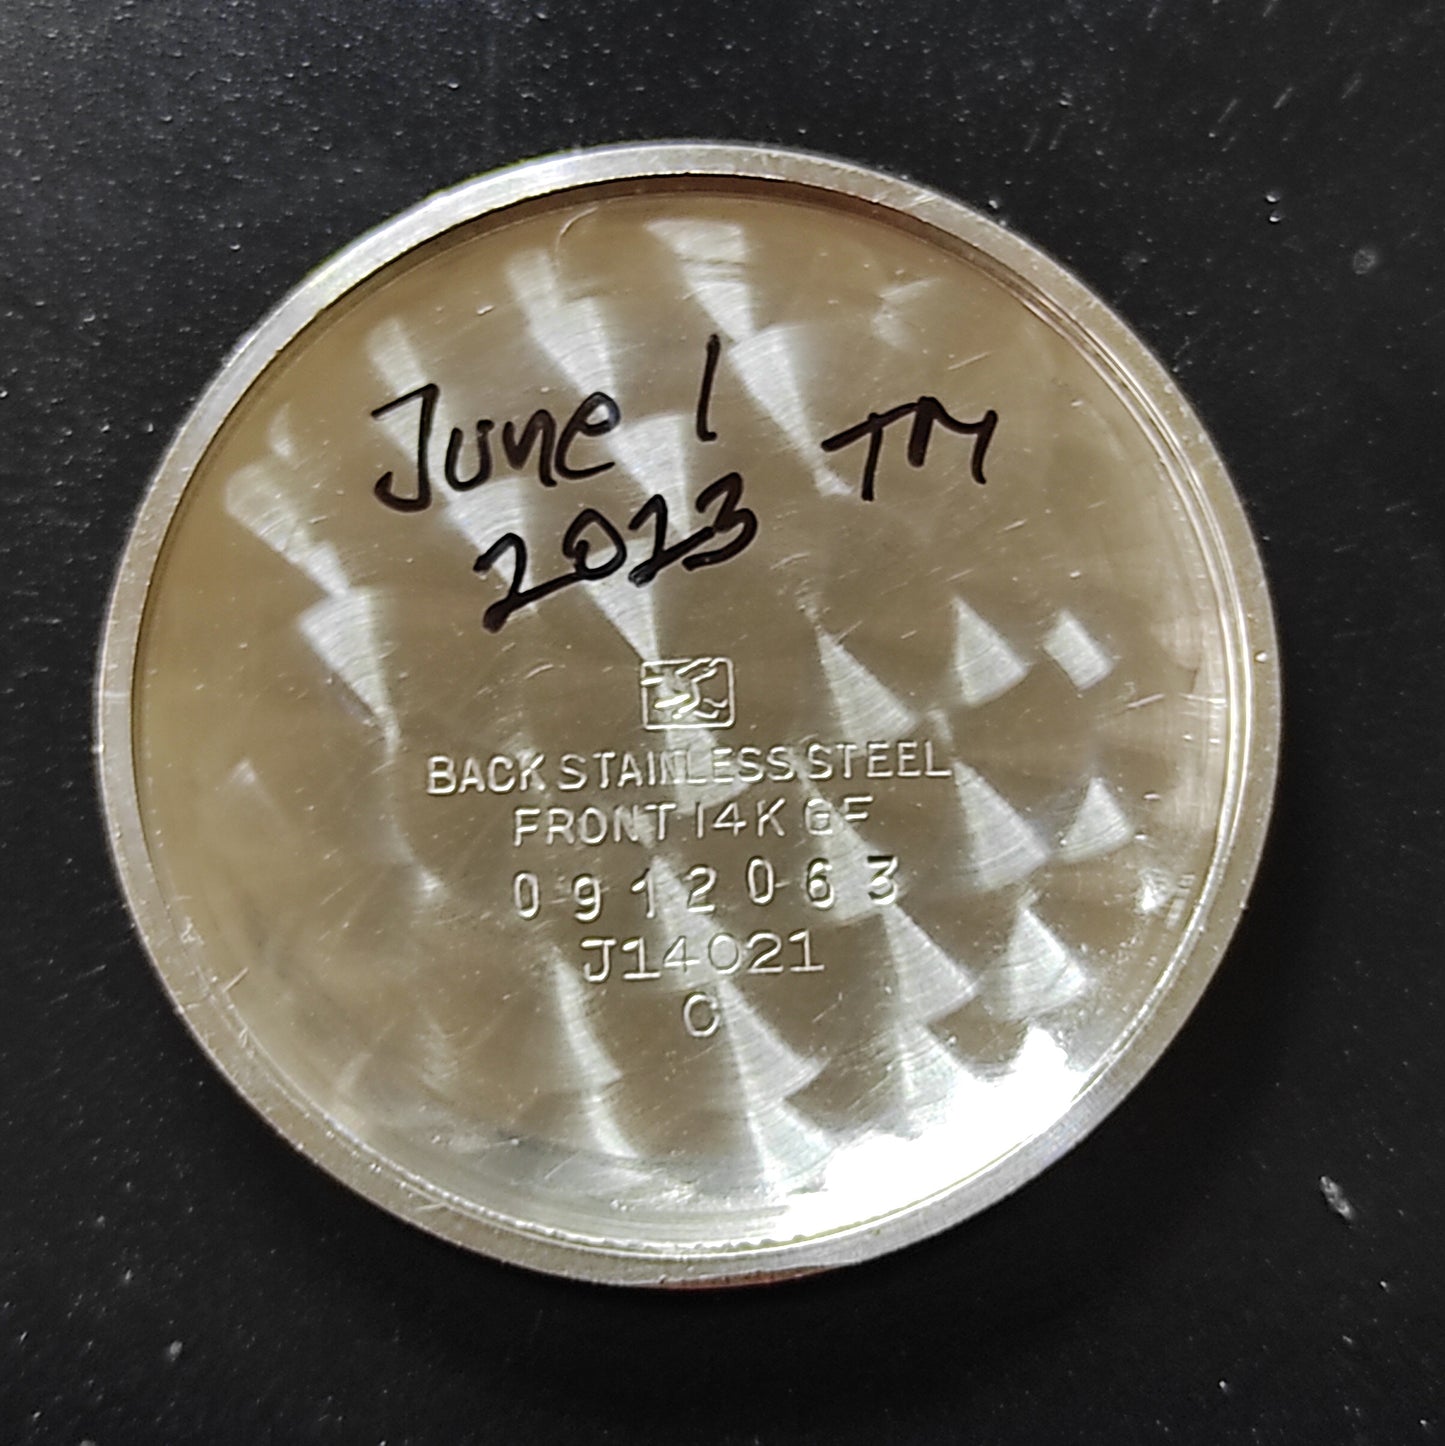 June 1 TM
2023
BACK STAINLESS STEEL
FRONT 14K GF
0912063
J14021
C